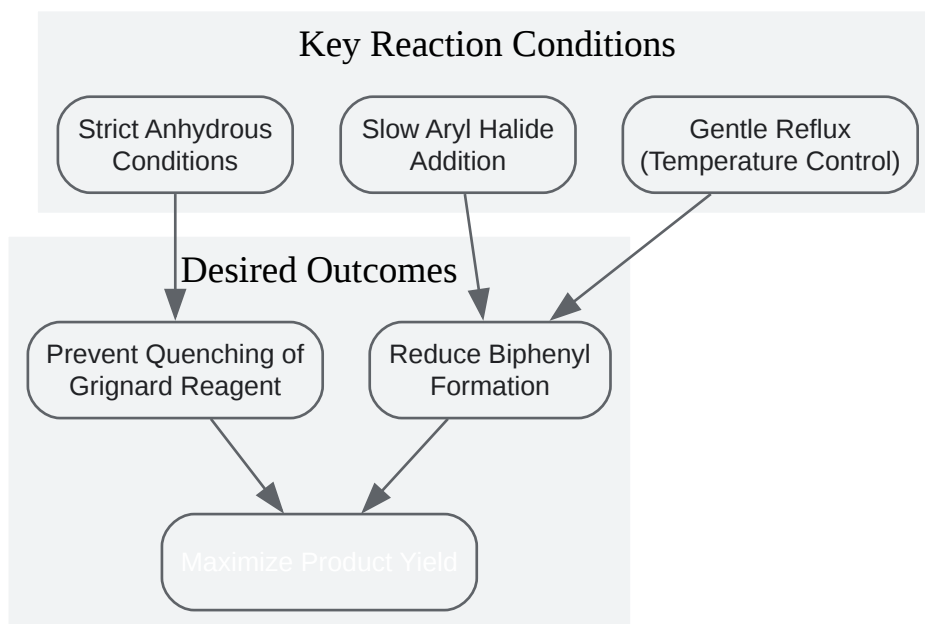 Key Reaction Conditions
Strict Anhydrous
Conditions
Slow Aryl Halide
Addition
Gentle Reflux
(Temperature Control)
Desired Outcomes
Prevent Quenching of
Grignard Reagent
Reduce Biphenyl
Formation
Maximize Product Yield